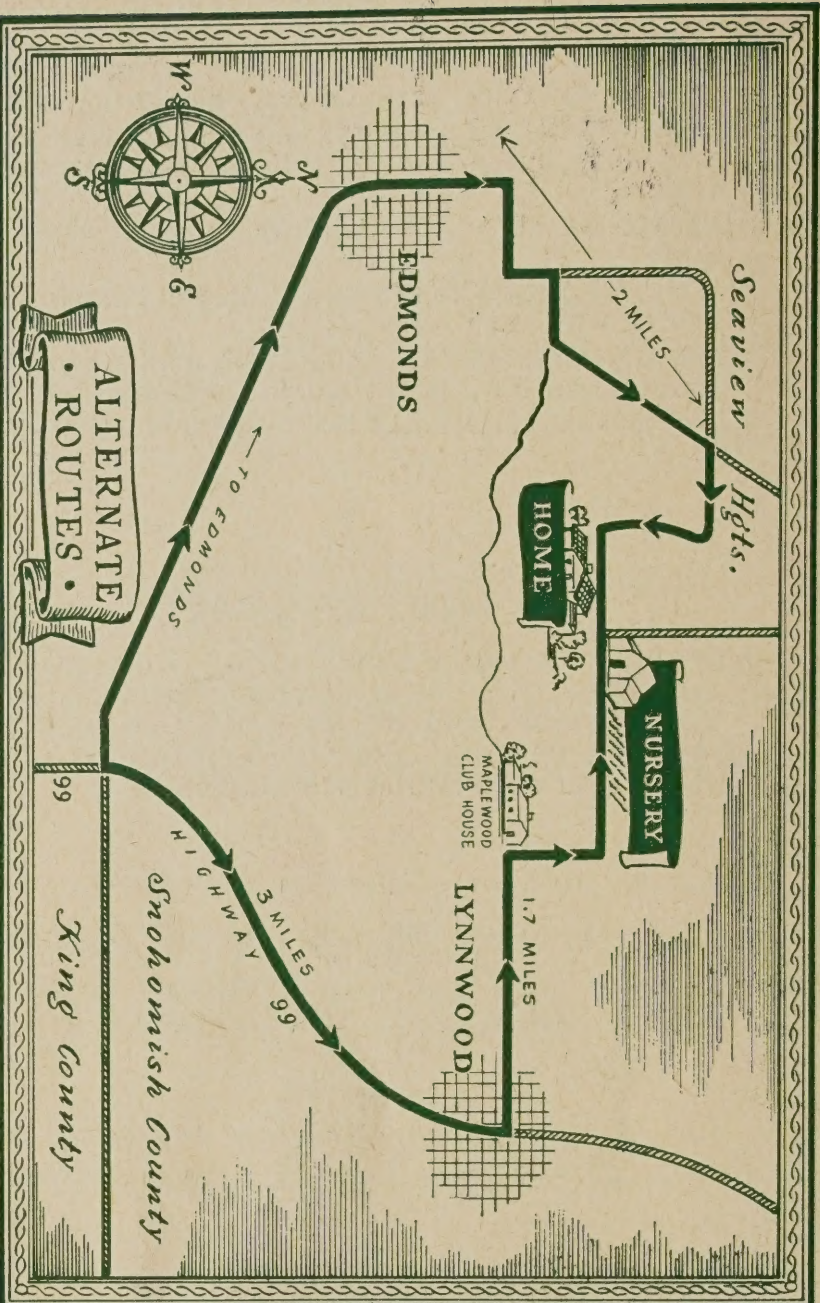 Seaview Hgts.
2 MILES
EDMONDS
HOME
NURSERY
MAPLEWOOD
CLUB HOUSE
1.7 MILES
LYNNWOOD
← TO EDMONDS
3 MILES
HIGHWAY 99
99
Snohomish County
King County
N
W
E
S
ALTERNATE
• ROUTES •